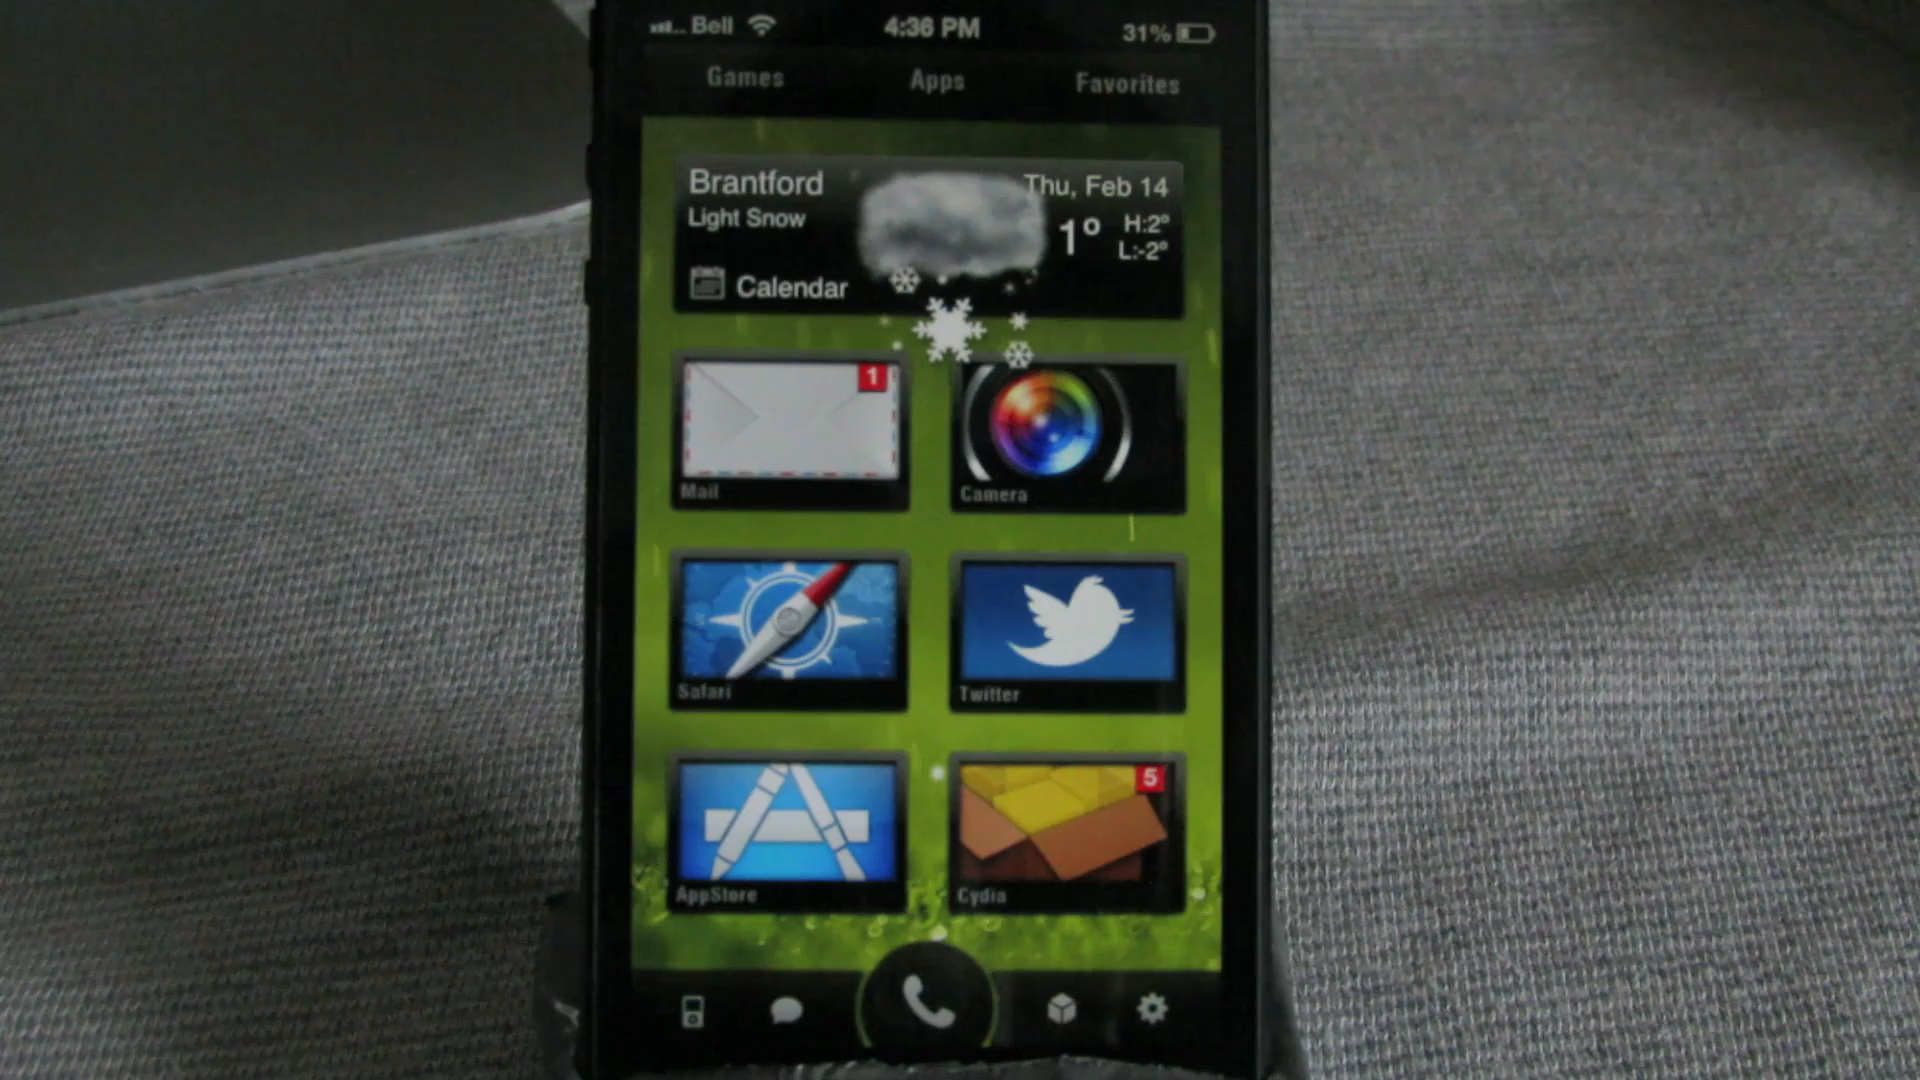 Bell 4:36 PM 31%
Games Apps Favorites
Brantford Thu, Feb 14
Light Snow 1° H:2°
L:-2°
Calendar
1
Mail Camera
Safari Twitter
5
AppStore Cydia